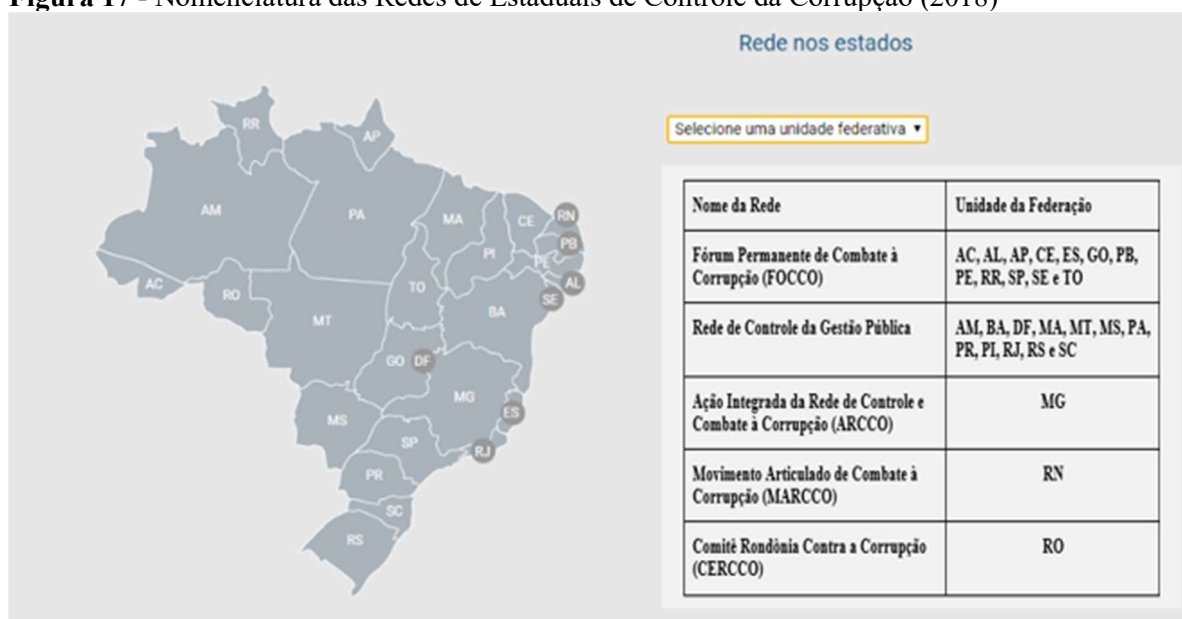 Figura 17 - Nomenclatura das Redes de Estaduais de Controle da Corrupção (2018)
Rede nos estados
Selecione uma unidade federativa
RR
AP
AM
PA
MA
CE
RN
PB
PI
PE
AL
SE
AC
RO
TO
BA
MT
GO
DF
MG
ES
MS
SP
RJ
PR
SC
RS
Nome da Rede
Unidade da Federação
Fórum Permanente de Combate à
Corrupção (FOCCO)
AC, AL, AP, CE, ES, GO, PB,
PE, RR, SP, SE e TO
Rede de Controle da Gestão Pública
AM, BA, DF, MA, MT, MS, PA,
PR, PI, RJ, RS e SC
Ação Integrada da Rede de Controle e
Combate à Corrupção (ARCCO)
MG
Movimento Articulado de Combate à
Corrupção (MARCCO)
RN
Comitê Rondônia Contra a Corrupção
(CERCCO)
RO